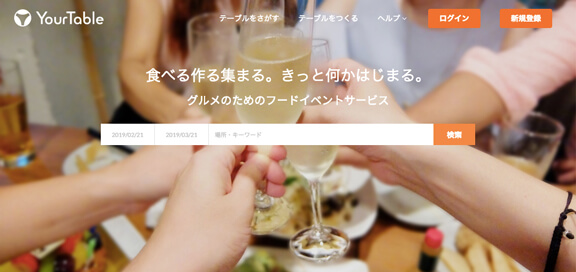 YourTable
テーブルをさがす
テーブルをつくる
ヘルプ
ログイン
新規登録
食べる作る集まる。きっと何かはじまる。
グルメのためのフードイベントサービス
2019/02/21
2019/03/21
場所・キーワード
検索